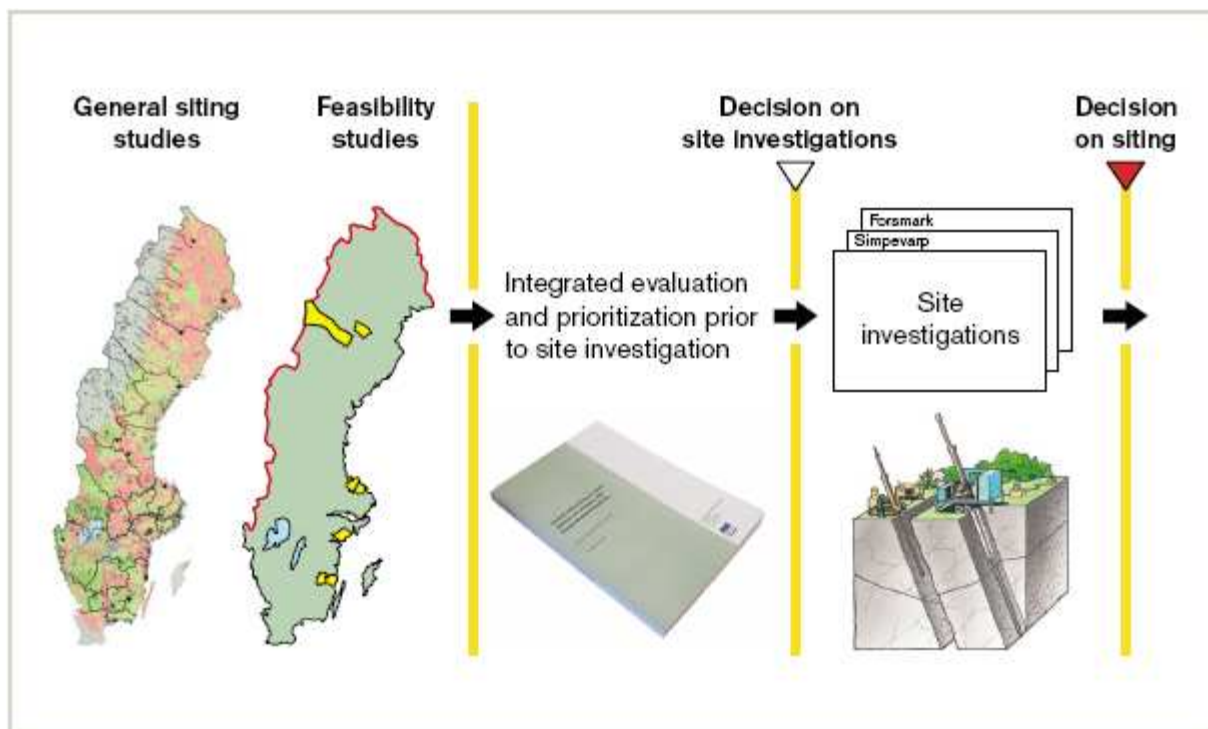 General siting
studies
Feasibility
studies
Decision on
site investigations
Decision
on siting
Integrated evaluation
and prioritization prior
to site investigation
Forsmark
Simpevarp
Site
investigations